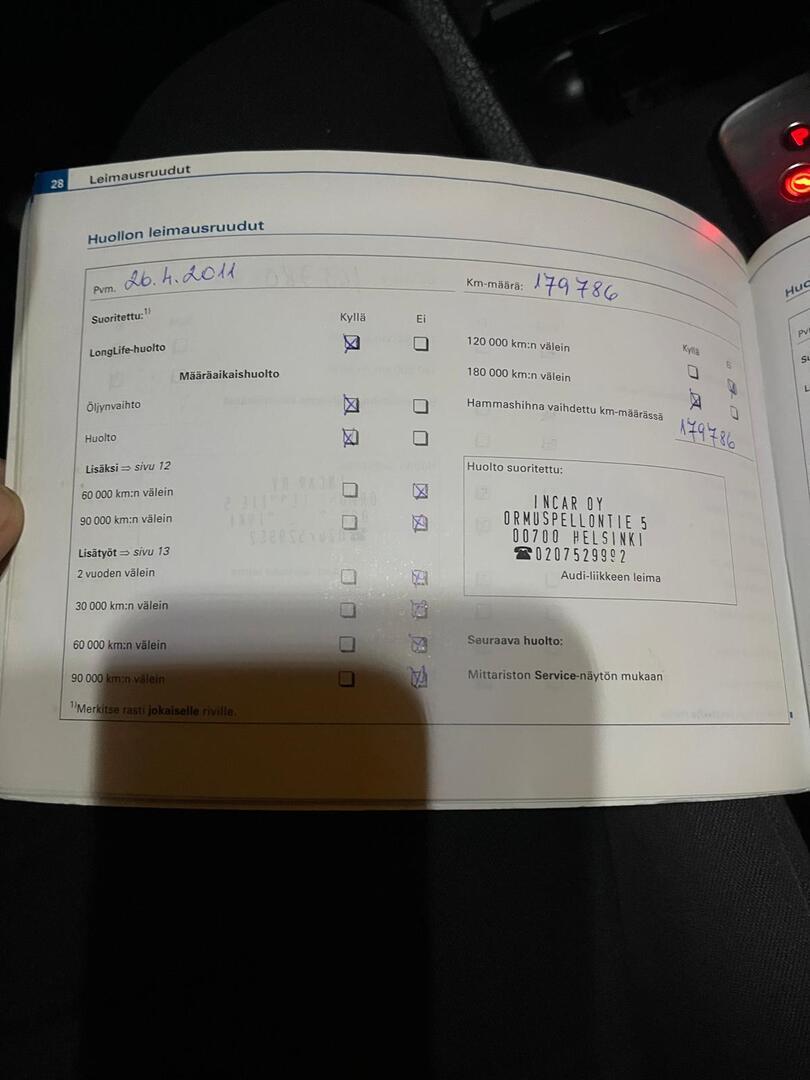 28 Leimausruudut
Huollon leimausruudut
Pvm. 26.4.2011
Km-määrä: 179786
Suoritettu:1)
Kyllä Ei
LongLife-huolto
Määräaikaishuolto
Öljynvaihto
Huolto
Lisäksi ⇒ sivu 12
60 000 km:n välein
90 000 km:n välein
Lisätyöt ⇒ sivu 13
2 vuoden välein
30 000 km:n välein
60 000 km:n välein
90 000 km:n välein
1)Merkitse rasti jokaiselle riville.
Kyllä Ei
120 000 km:n välein
180 000 km:n välein
Hammashihna vaihdettu km-määrässä
179786
Huolto suoritettu:
INCAR OY
ORMUSPELLONTIE 5
00700 HELSINKI
☎0207529992
Audi-liikkeen leima
Seuraava huolto:
Mittariston Service-näytön mukaan